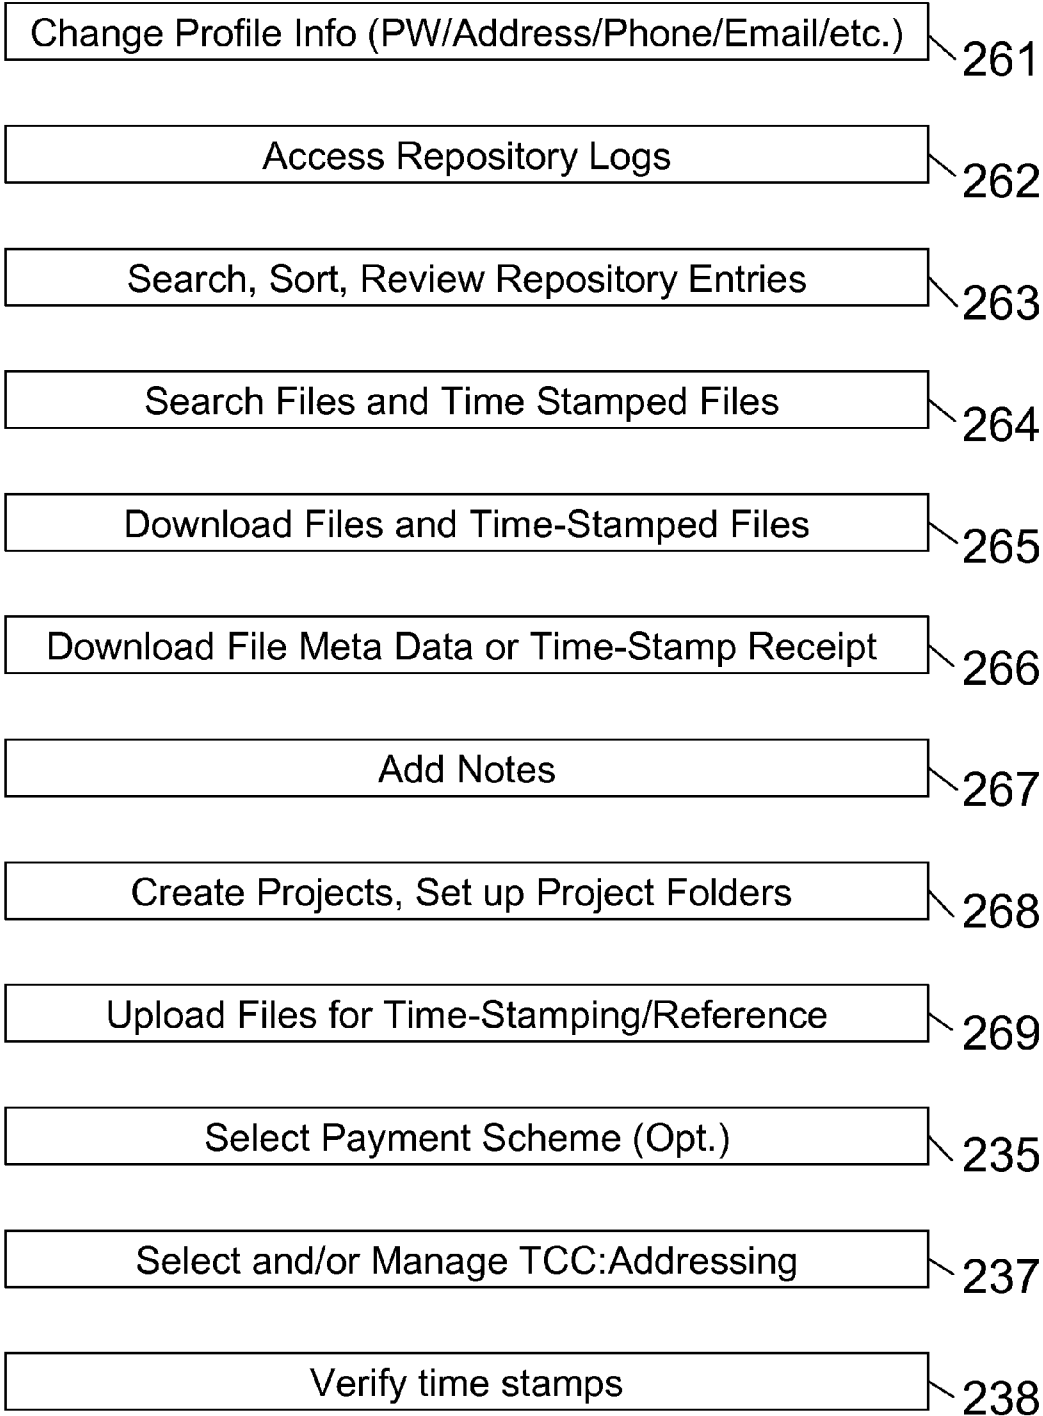 Change Profile Info (PW/Address/Phone/Email/etc.)
261
Access Repository Logs
262
Search, Sort, Review Repository Entries
263
Search Files and Time Stamped Files
264
Download Files and Time-Stamped Files
265
Download File Meta Data or Time-Stamp Receipt
266
Add Notes
267
Create Projects, Set up Project Folders
268
Upload Files for Time-Stamping/Reference
269
Select Payment Scheme (Opt.)
235
Select and/or Manage TCC:Addressing
237
Verify time stamps
238